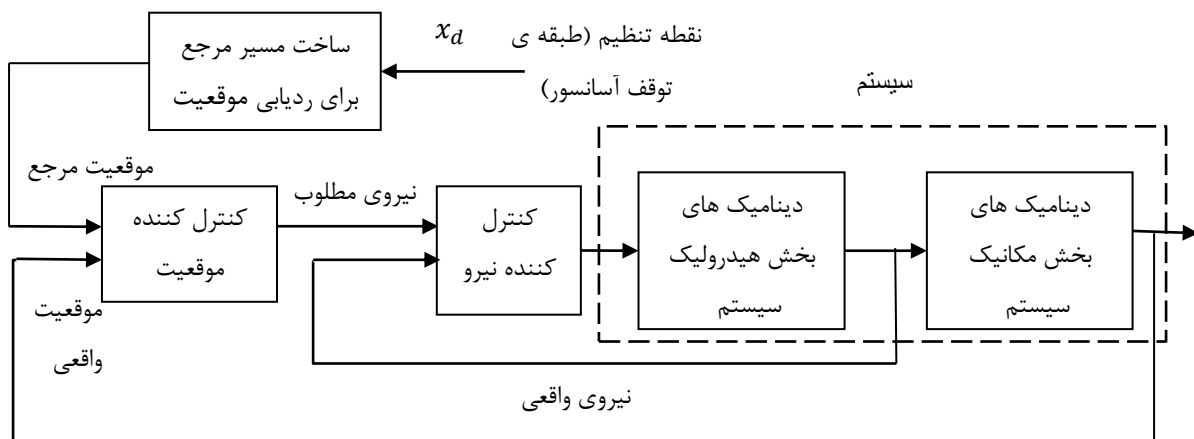 نقطه تنظیم (طبقه ی x_d
توقف آسانسور)
ساخت مسیر مرجع
برای ردیابی موقعیت
سیستم
موقعیت مرجع
کنترل کننده
موقعیت
نیروی مطلوب
کنترل
کننده نیرو
دینامیک های
بخش هیدرولیک
سیستم
دینامیک های
بخش مکانیک
سیستم
موقعیت
واقعی
نیروی واقعی